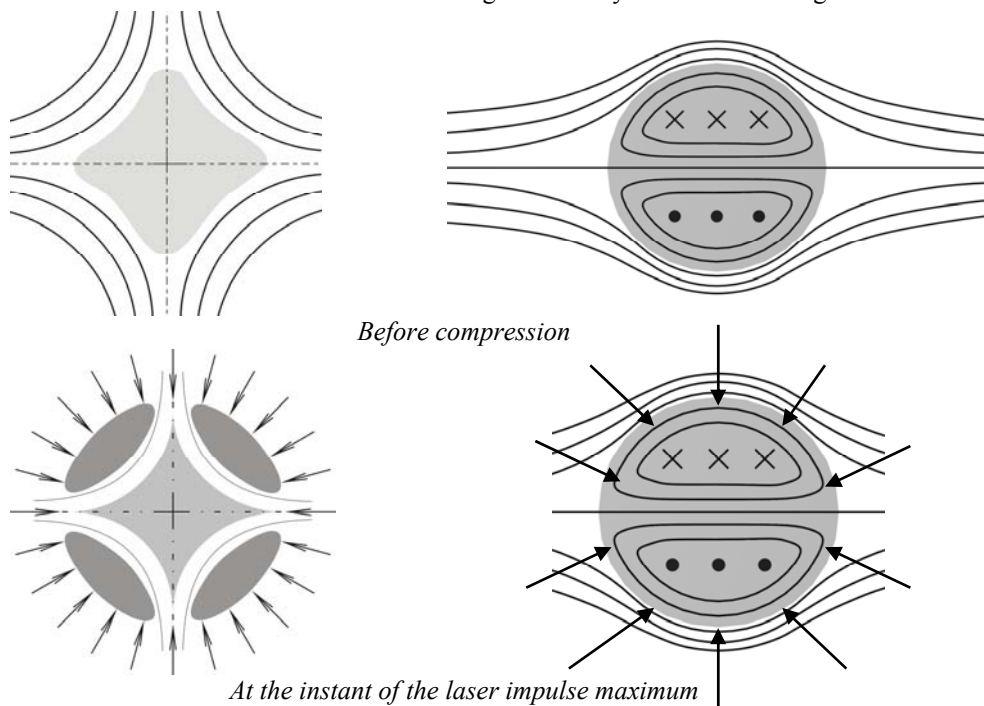 Before compression
At the instant of the laser impulse maximum